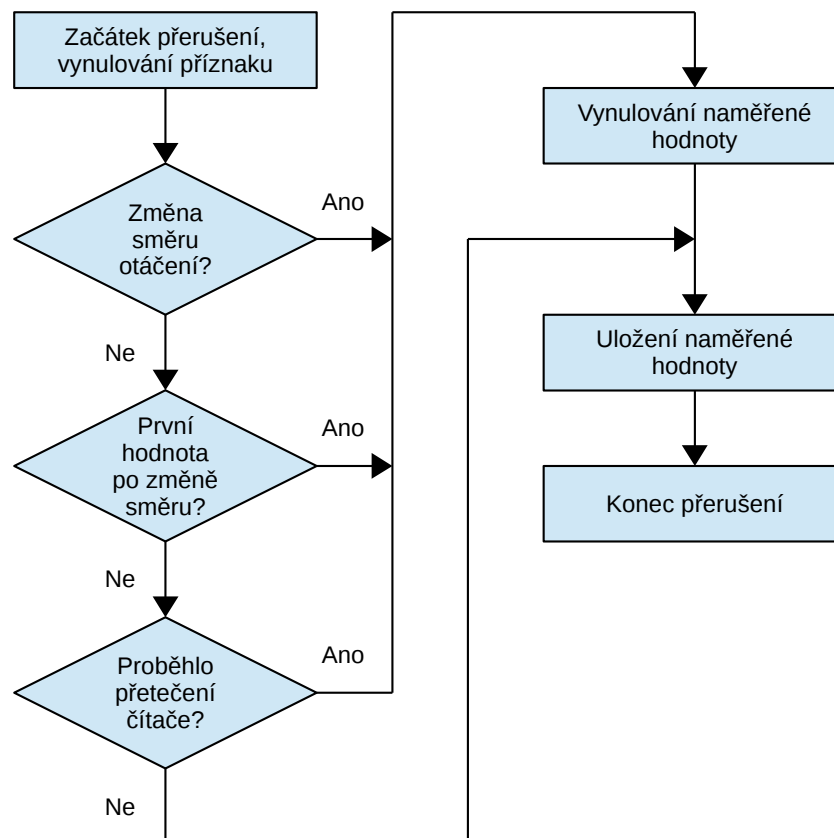 Začátek přerušení,
vynulování příznaku
Změna
směru
otáčení?
Ano
Ne
První
hodnota
po změně
směru?
Ano
Ne
Proběhlo
přetečení
čítače?
Ano
Ne
Vynulování naměřené
hodnoty
Uložení naměřené
hodnoty
Konec přerušení